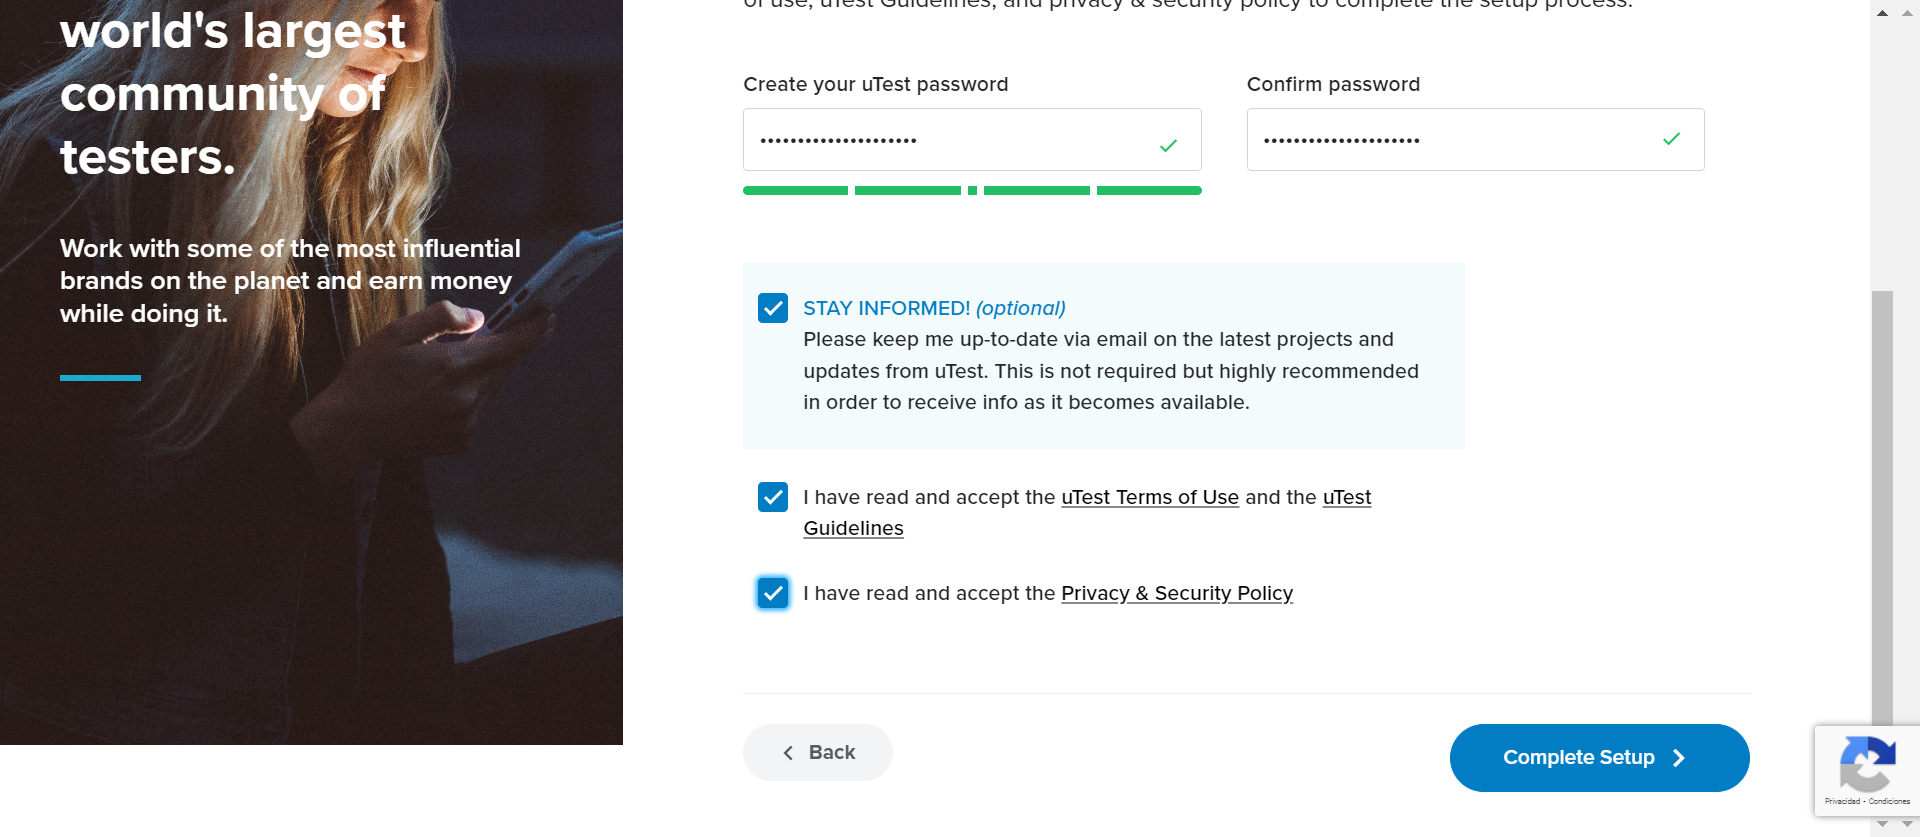 world's largest
community of
testers.
Work with some of the most influential
brands on the planet and earn money
while doing it.
of use, uTest Guidelines, and privacy & security policy to complete the setup process.
Create your uTest password
Confirm password
STAY INFORMED! (optional)
Please keep me up-to-date via email on the latest projects and
updates from uTest. This is not required but highly recommended
in order to receive info as it becomes available.
I have read and accept the uTest Terms of Use and the uTest
Guidelines
I have read and accept the Privacy & Security Policy
Back
Complete Setup
Privacidad - Condiciones